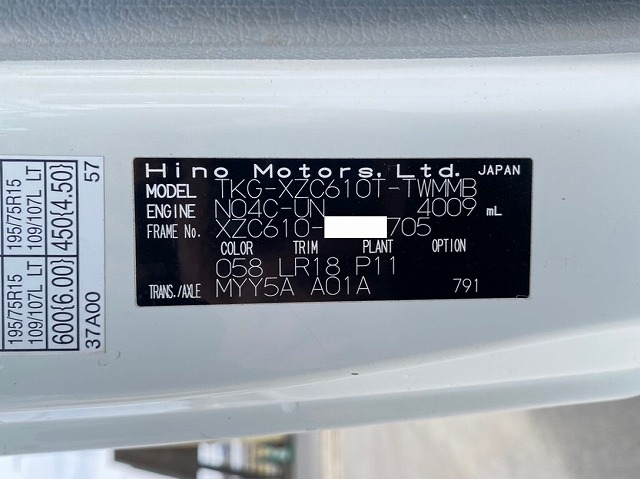 Hino Motors, Ltd. JAPAN
MODEL TKG-XZC610T-TWMMB
ENGINE N04C-UN 4009 mL
FRAME No. XZC610- 705
COLOR TRIM PLANT OPTION
058 LR18 P11
TRANS./AXLE MYY5A A01A 791
195/75R15 195/75R15
109/107L LT 109/107L LT
600{6.00} 450{4.50}
37A00 57